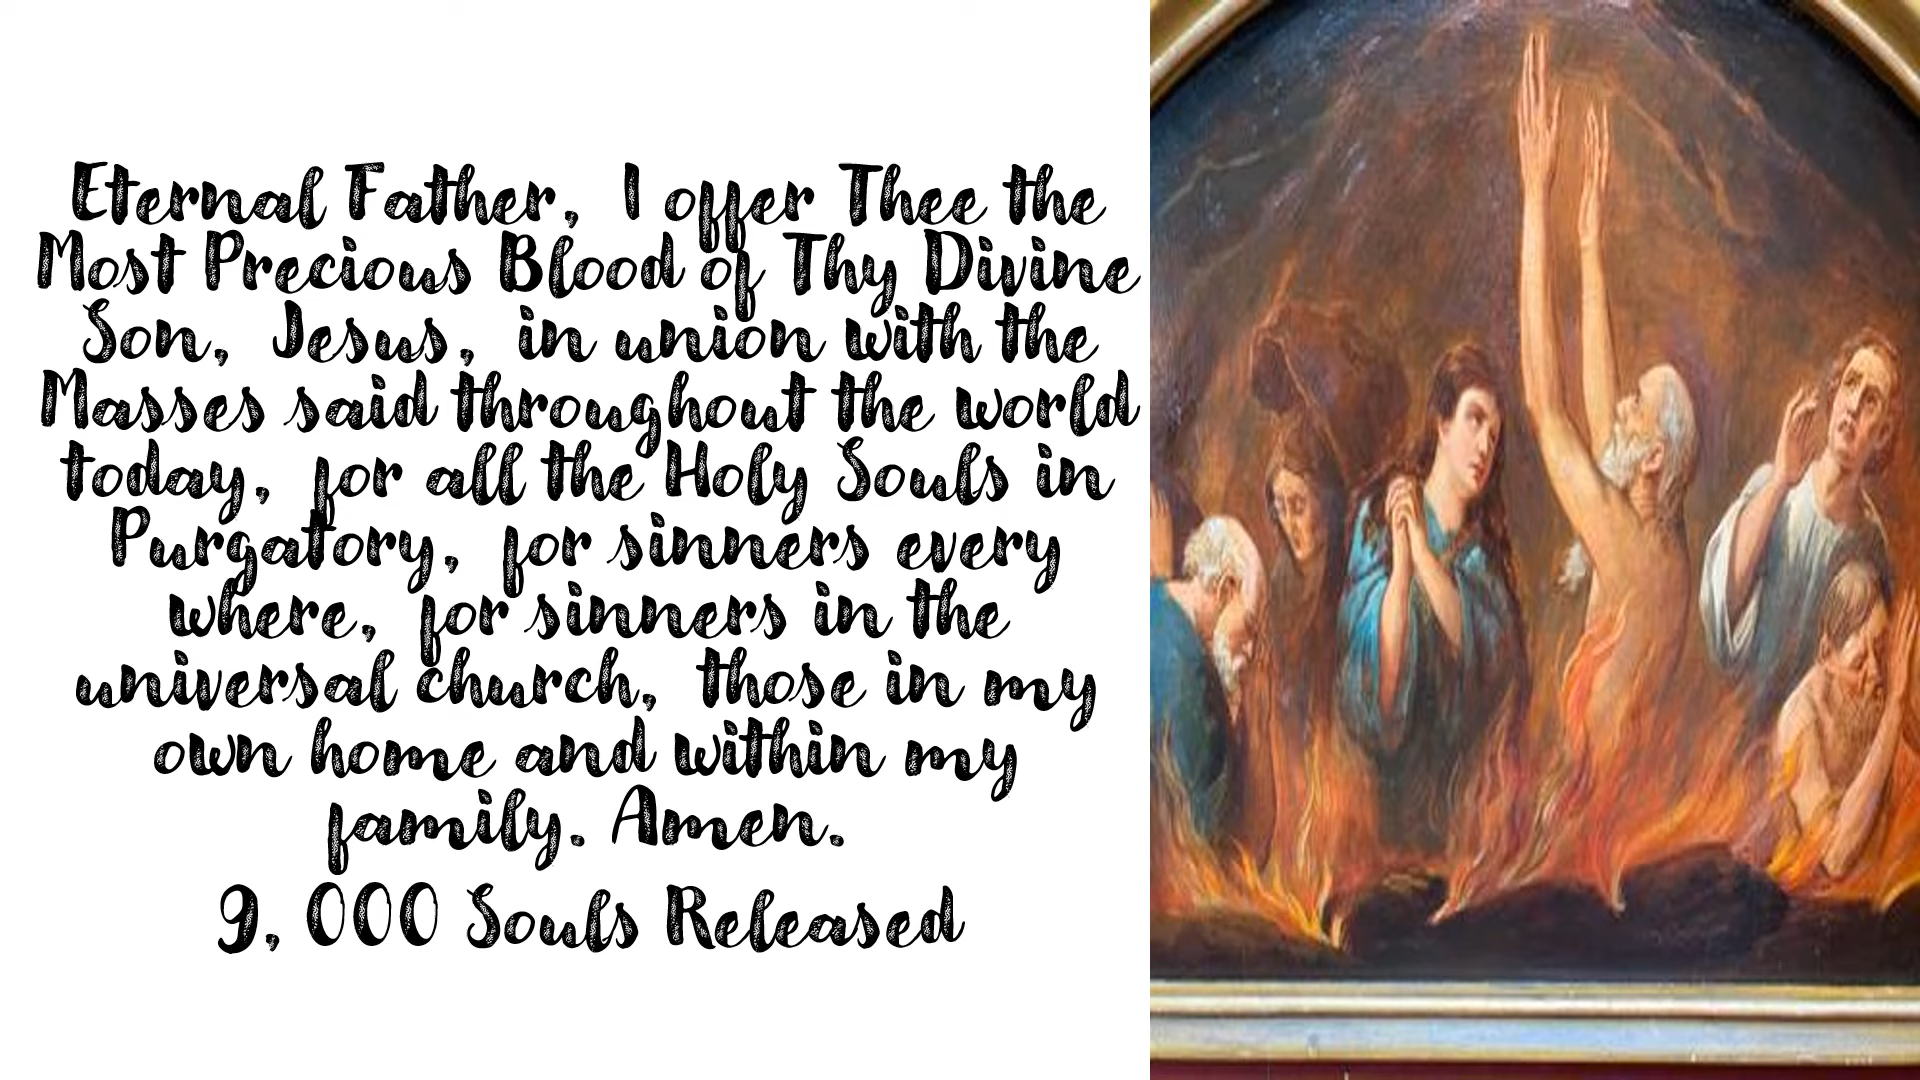 Eternal Father, I offer Thee the
Most Precious Blood of Thy Divine
Son, Jesus, in union with the
Masses said throughout the world
today, for all the Holy Souls in
Purgatory, for sinners every
where, for sinners in the
universal church, those in my
own home and within my
family. Amen.
9, 000 Souls Released